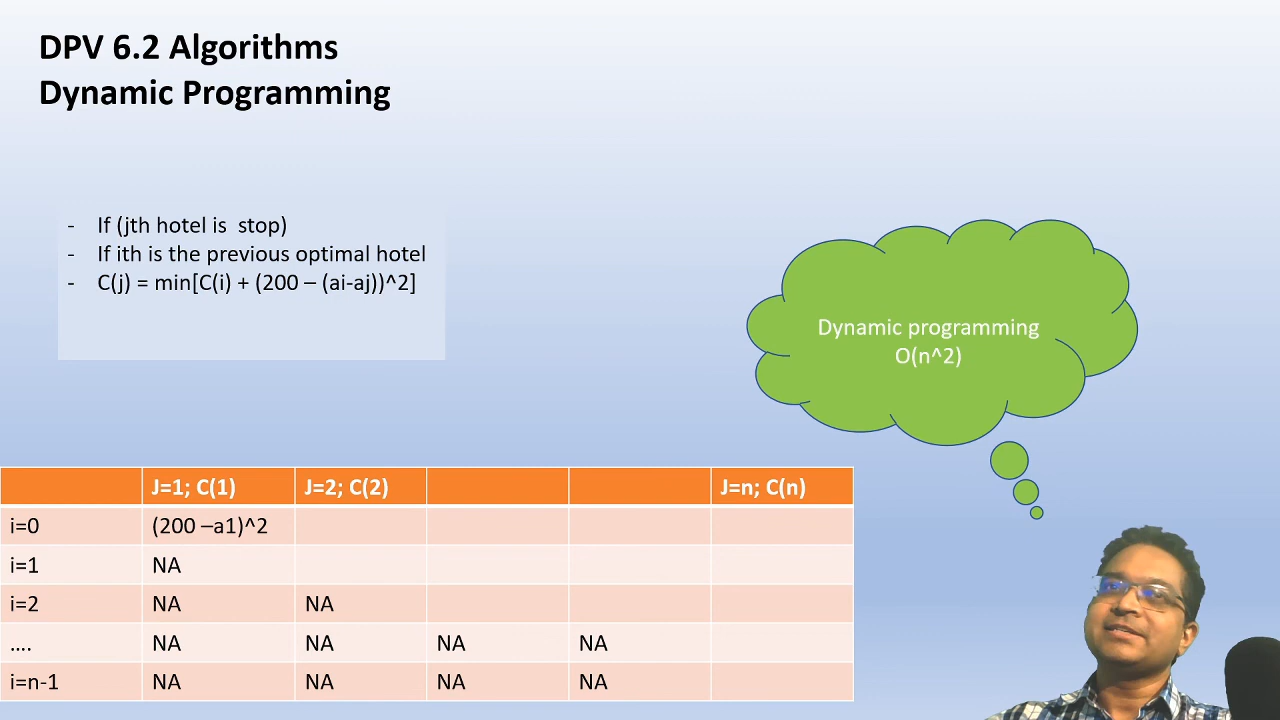 DPV 6.2 Algorithms
Dynamic Programming
- If (jth hotel is  stop)
- If ith is the previous optimal hotel
- C(j) = min[C(i) + (200 – (ai-aj))^2]
Dynamic programming
O(n^2)
J=1; C(1) J=2; C(2) J=n; C(n)
i=0 (200 –a1)^2
i=1 NA
i=2 NA NA
.... NA NA NA NA
i=n-1 NA NA NA NA